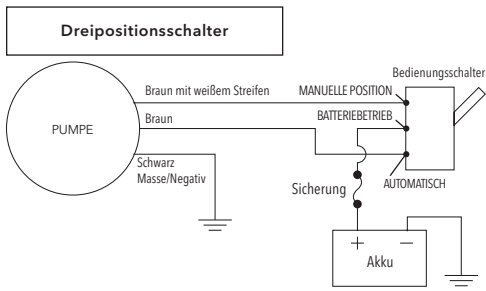 Dreipositionsschalter
Bedienungsschalter
Braun mit weißem Streifen
MANUELLE POSITION
Braun
BATTERIEBETRIEB
PUMPE
Schwarz
Masse/Negativ
Sicherung
AUTOMATISCH
+ −
Akku